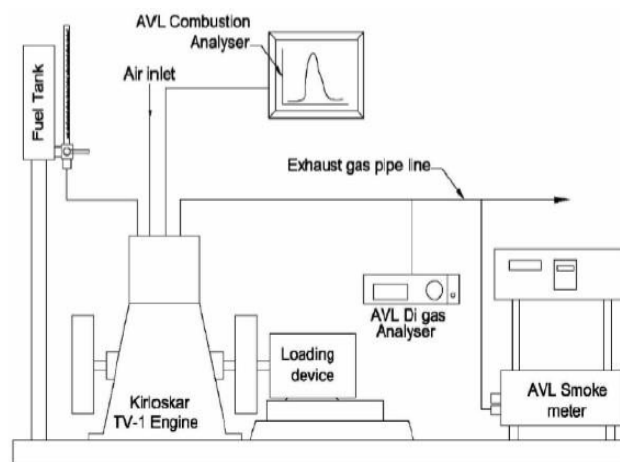 AVL Combustion
Analyser
Air inlet
Fuel Tank
Exhaust gas pipe line
AVL Di gas
Analyser
Loading
device
Kirloskar
TV-1 Engine
AVL Smoke
meter